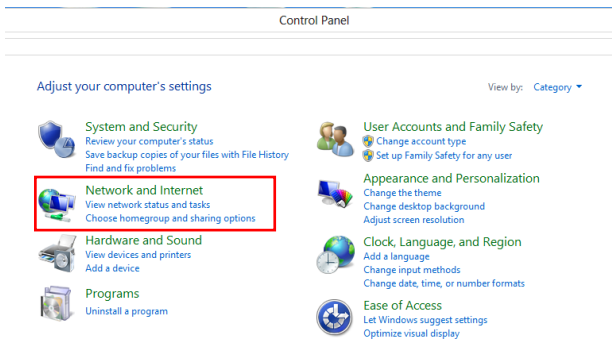 Control Panel
Adjust your computer's settings
View by: Category
System and Security
Review your computer's status
Save backup copies of your files with File History
Find and fix problems
Network and Internet
View network status and tasks
Choose homegroup and sharing options
Hardware and Sound
View devices and printers
Add a device
Programs
Uninstall a program
User Accounts and Family Safety
Change account type
Set up Family Safety for any user
Appearance and Personalization
Change the theme
Change desktop background
Adjust screen resolution
Clock, Language, and Region
Add a language
Change input methods
Change date, time, or number formats
Ease of Access
Let Windows suggest settings
Optimize visual display